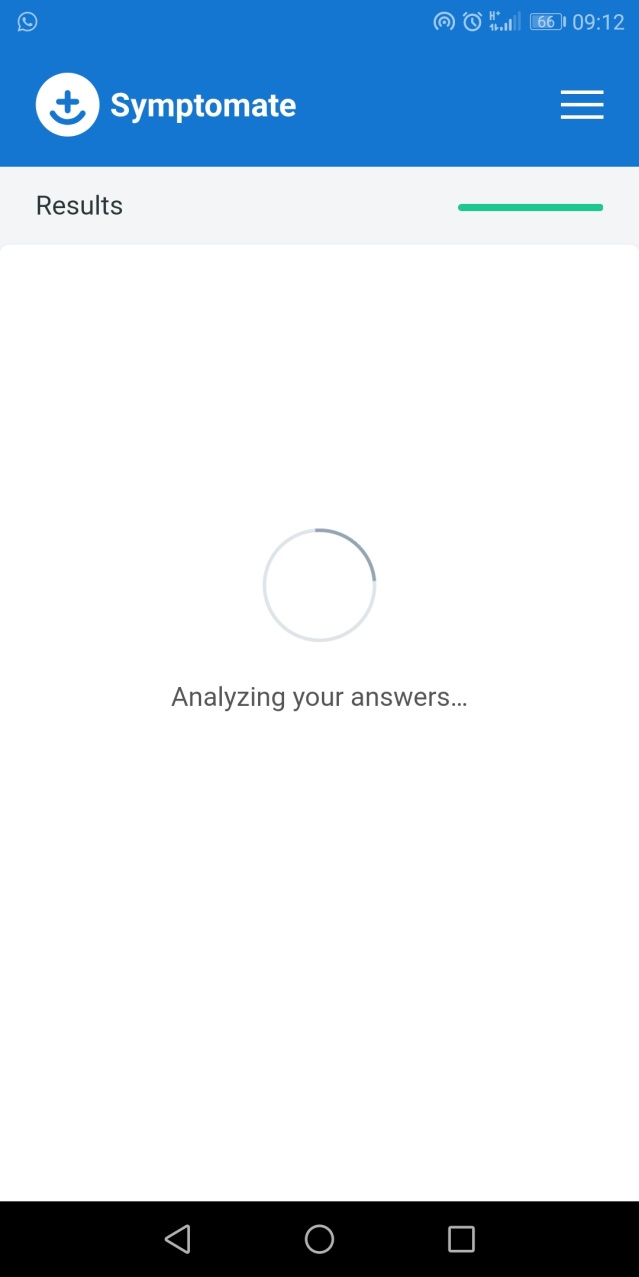 H+ 66 09:12
Symptomate
Results
Analyzing your answers...